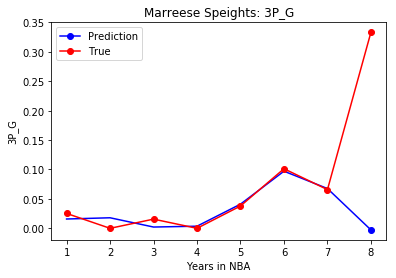 Marreese Speights: 3P_G
Prediction
True
3P_G
0.35
0.30
0.25
0.20
0.15
0.10
0.05
0.00
1 2 3 4 5 6 7 8
Years in NBA